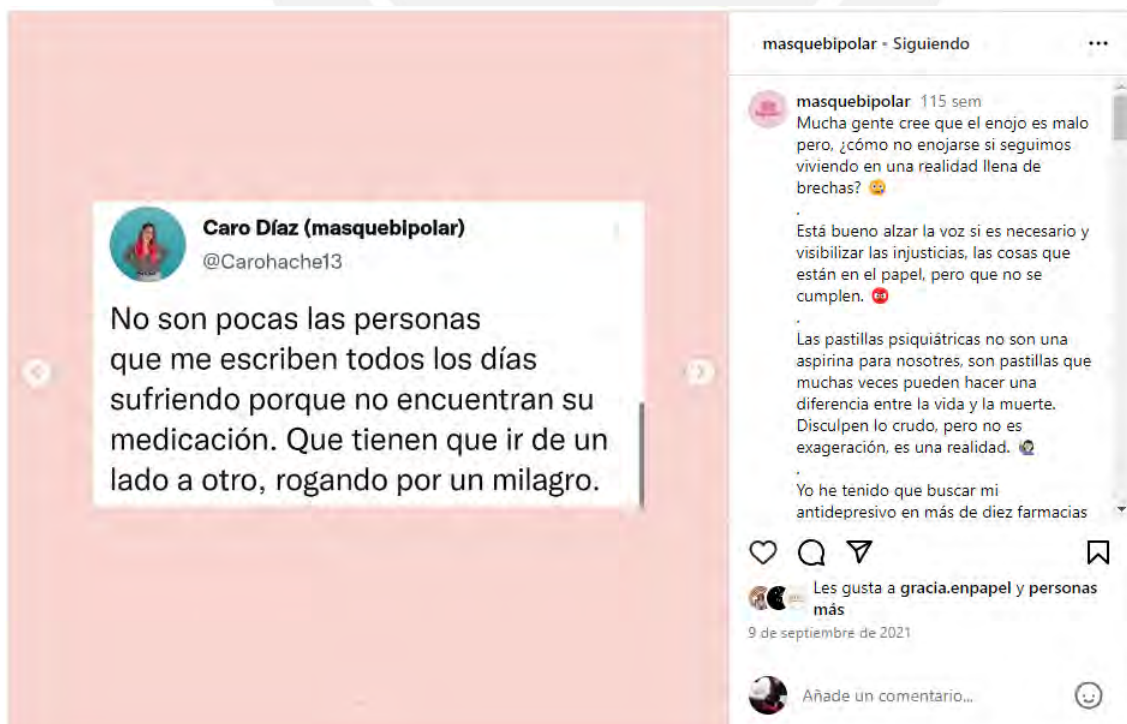 Caro Díaz (masquebipolar)
@Carohache13
No son pocas las personas
que me escriben todos los días
sufriendo porque no encuentran su
medicación. Que tienen que ir de un
lado a otro, rogando por un milagro.
masquebipolar • Siguiendo
masquebipolar 115 sem
Mucha gente cree que el enojo es malo
pero, ¿cómo no enojarse si seguimos
viviendo en una realidad llena de
brechas?
.
Está bueno alzar la voz si es necesario y
visibilizar las injusticias, las cosas que
están en el papel, pero que no se
cumplen.
.
Las pastillas psiquiátricas no son una
aspirina para nosotres, son pastillas que
muchas veces pueden hacer una
diferencia entre la vida y la muerte.
Disculpen lo crudo, pero no es
exageración, es una realidad.
.
Yo he tenido que buscar mi
antidepresivo en más de diez farmacias
Les gusta a gracia.enpapel y personas
más
9 de septiembre de 2021
Añade un comentario...